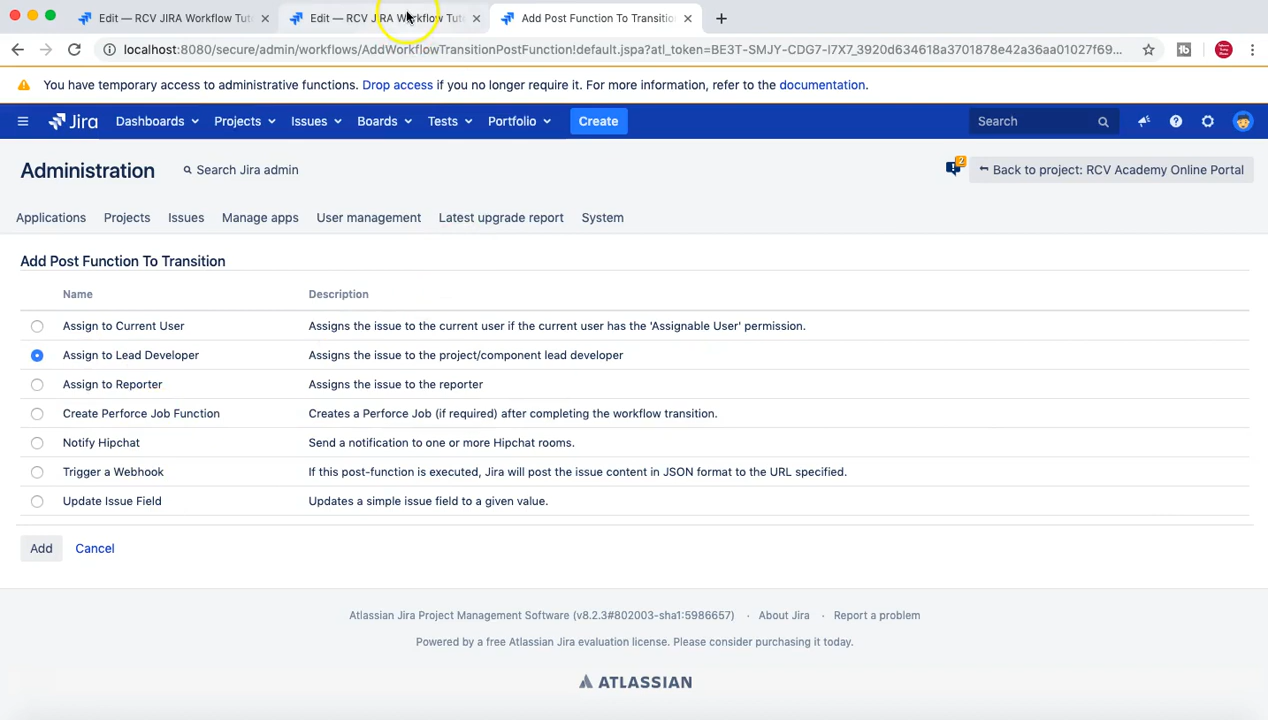 Edit — RCV JIRA Workflow Tuto
Edit — RCV JIRA Workflow Tuto
Add Post Function To Transition
localhost:8080/secure/admin/workflows/AddWorkflowTransitionPostFunction!default.jspa?atl_token=BE3T-SMJY-CDG7-I7X7_3920d634618a3701878e42a36aa01027f69...
You have temporary access to administrative functions. Drop access if you no longer require it. For more information, refer to the documentation.
Jira Dashboards Projects Issues Boards Tests Portfolio Create Search
Administration Search Jira admin 2 Back to project: RCV Academy Online Portal
Applications Projects Issues Manage apps User management Latest upgrade report System
Add Post Function To Transition
Name Description
Assign to Current User Assigns the issue to the current user if the current user has the 'Assignable User' permission.
Assign to Lead Developer Assigns the issue to the project/component lead developer
Assign to Reporter Assigns the issue to the reporter
Create Perforce Job Function Creates a Perforce Job (if required) after completing the workflow transition.
Notify Hipchat Send a notification to one or more Hipchat rooms.
Trigger a Webhook If this post-function is executed, Jira will post the issue content in JSON format to the URL specified.
Update Issue Field Updates a simple issue field to a given value.
Add Cancel
Atlassian Jira Project Management Software (v8.2.3#802003-sha1:5986657) · About Jira · Report a problem
Powered by a free Atlassian Jira evaluation license. Please consider purchasing it today.
ATLASSIAN